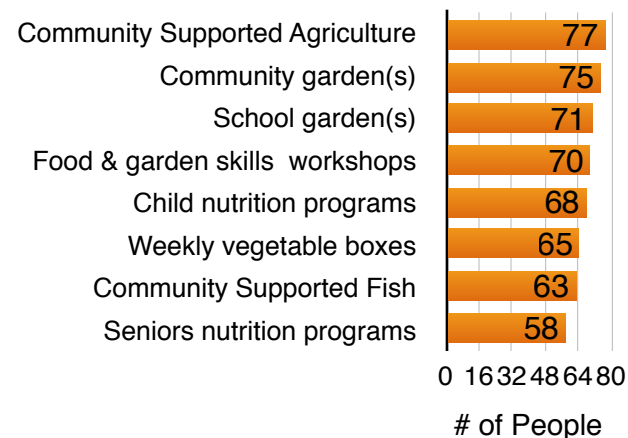 Community Supported Agriculture 77
Community garden(s) 75
School garden(s) 71
Food & garden skills  workshops 70
Child nutrition programs 68
Weekly vegetable boxes 65
Community Supported Fish 63
Seniors nutrition programs 58
0 16 32 48 64 80
# of People